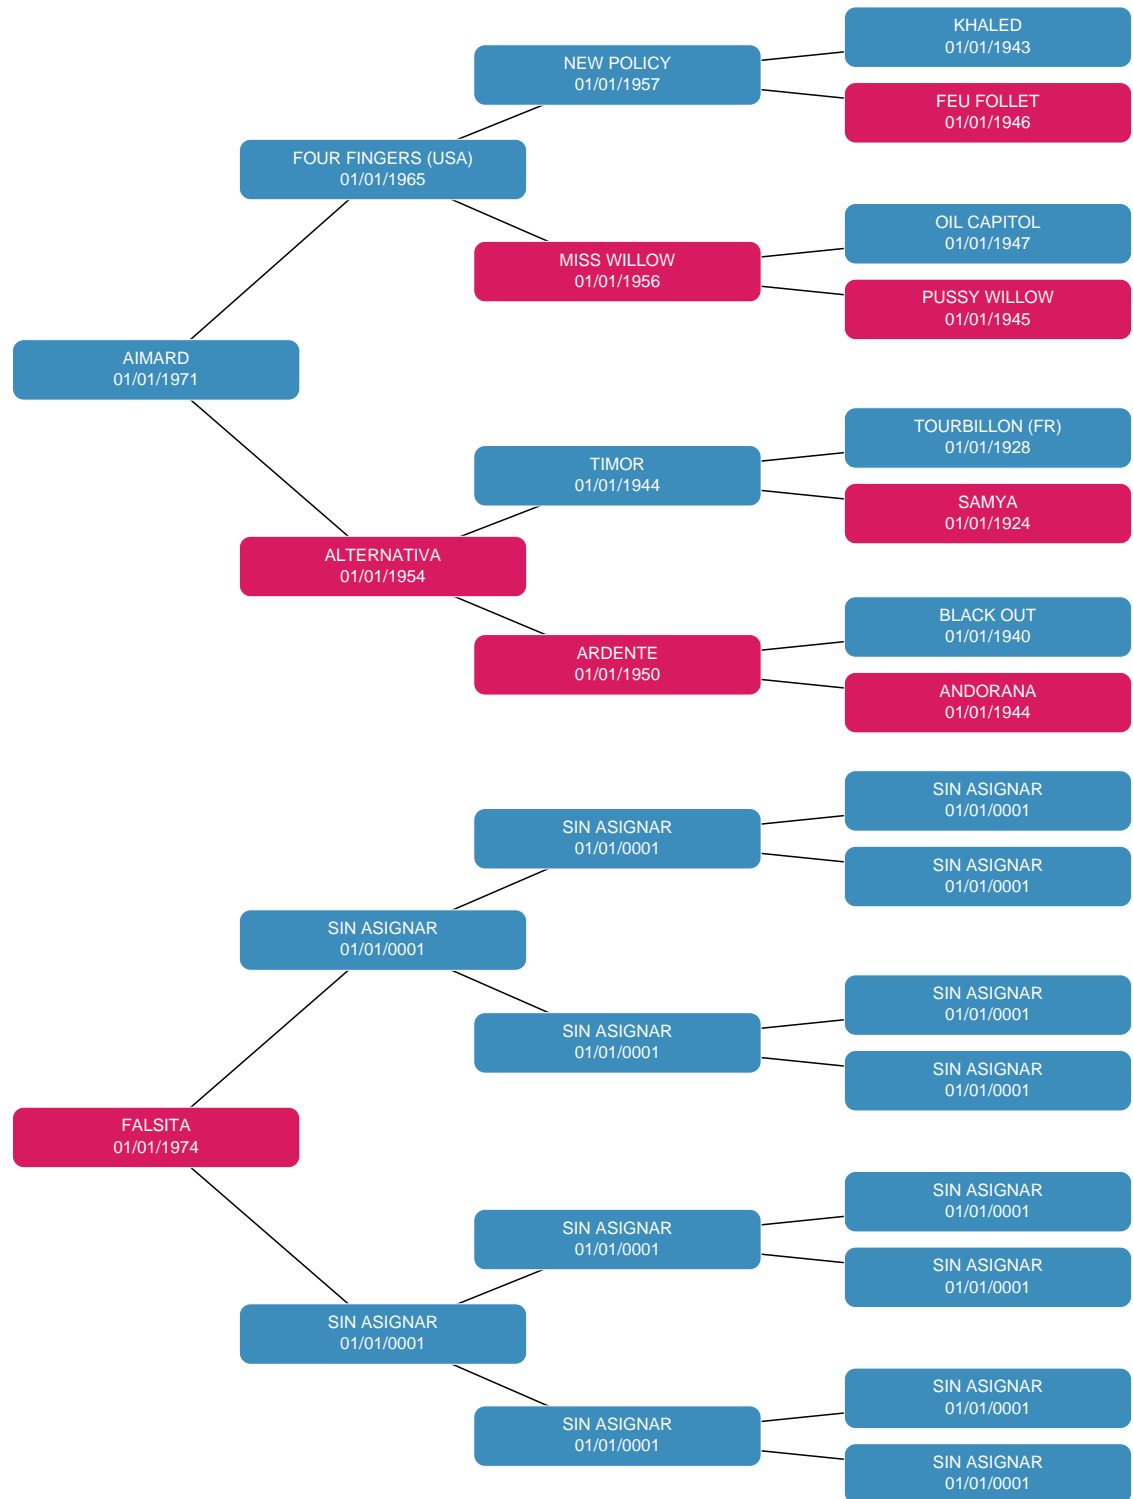 KHALED
01/01/1943
NEW POLICY
01/01/1957
FEU FOLLET
01/01/1946
FOUR FINGERS (USA)
01/01/1965
OIL CAPITOL
01/01/1947
MISS WILLOW
01/01/1956
PUSSY WILLOW
01/01/1945
AIMARD
01/01/1971
TOURBILLON (FR)
01/01/1928
TIMOR
01/01/1944
SAMYA
01/01/1924
ALTERNATIVA
01/01/1954
BLACK OUT
01/01/1940
ARDENTE
01/01/1950
ANDORANA
01/01/1944
SIN ASIGNAR
01/01/0001
SIN ASIGNAR
01/01/0001
SIN ASIGNAR
01/01/0001
SIN ASIGNAR
01/01/0001
SIN ASIGNAR
01/01/0001
SIN ASIGNAR
01/01/0001
SIN ASIGNAR
01/01/0001
FALSITA
01/01/1974
SIN ASIGNAR
01/01/0001
SIN ASIGNAR
01/01/0001
SIN ASIGNAR
01/01/0001
SIN ASIGNAR
01/01/0001
SIN ASIGNAR
01/01/0001
SIN ASIGNAR
01/01/0001
SIN ASIGNAR
01/01/0001